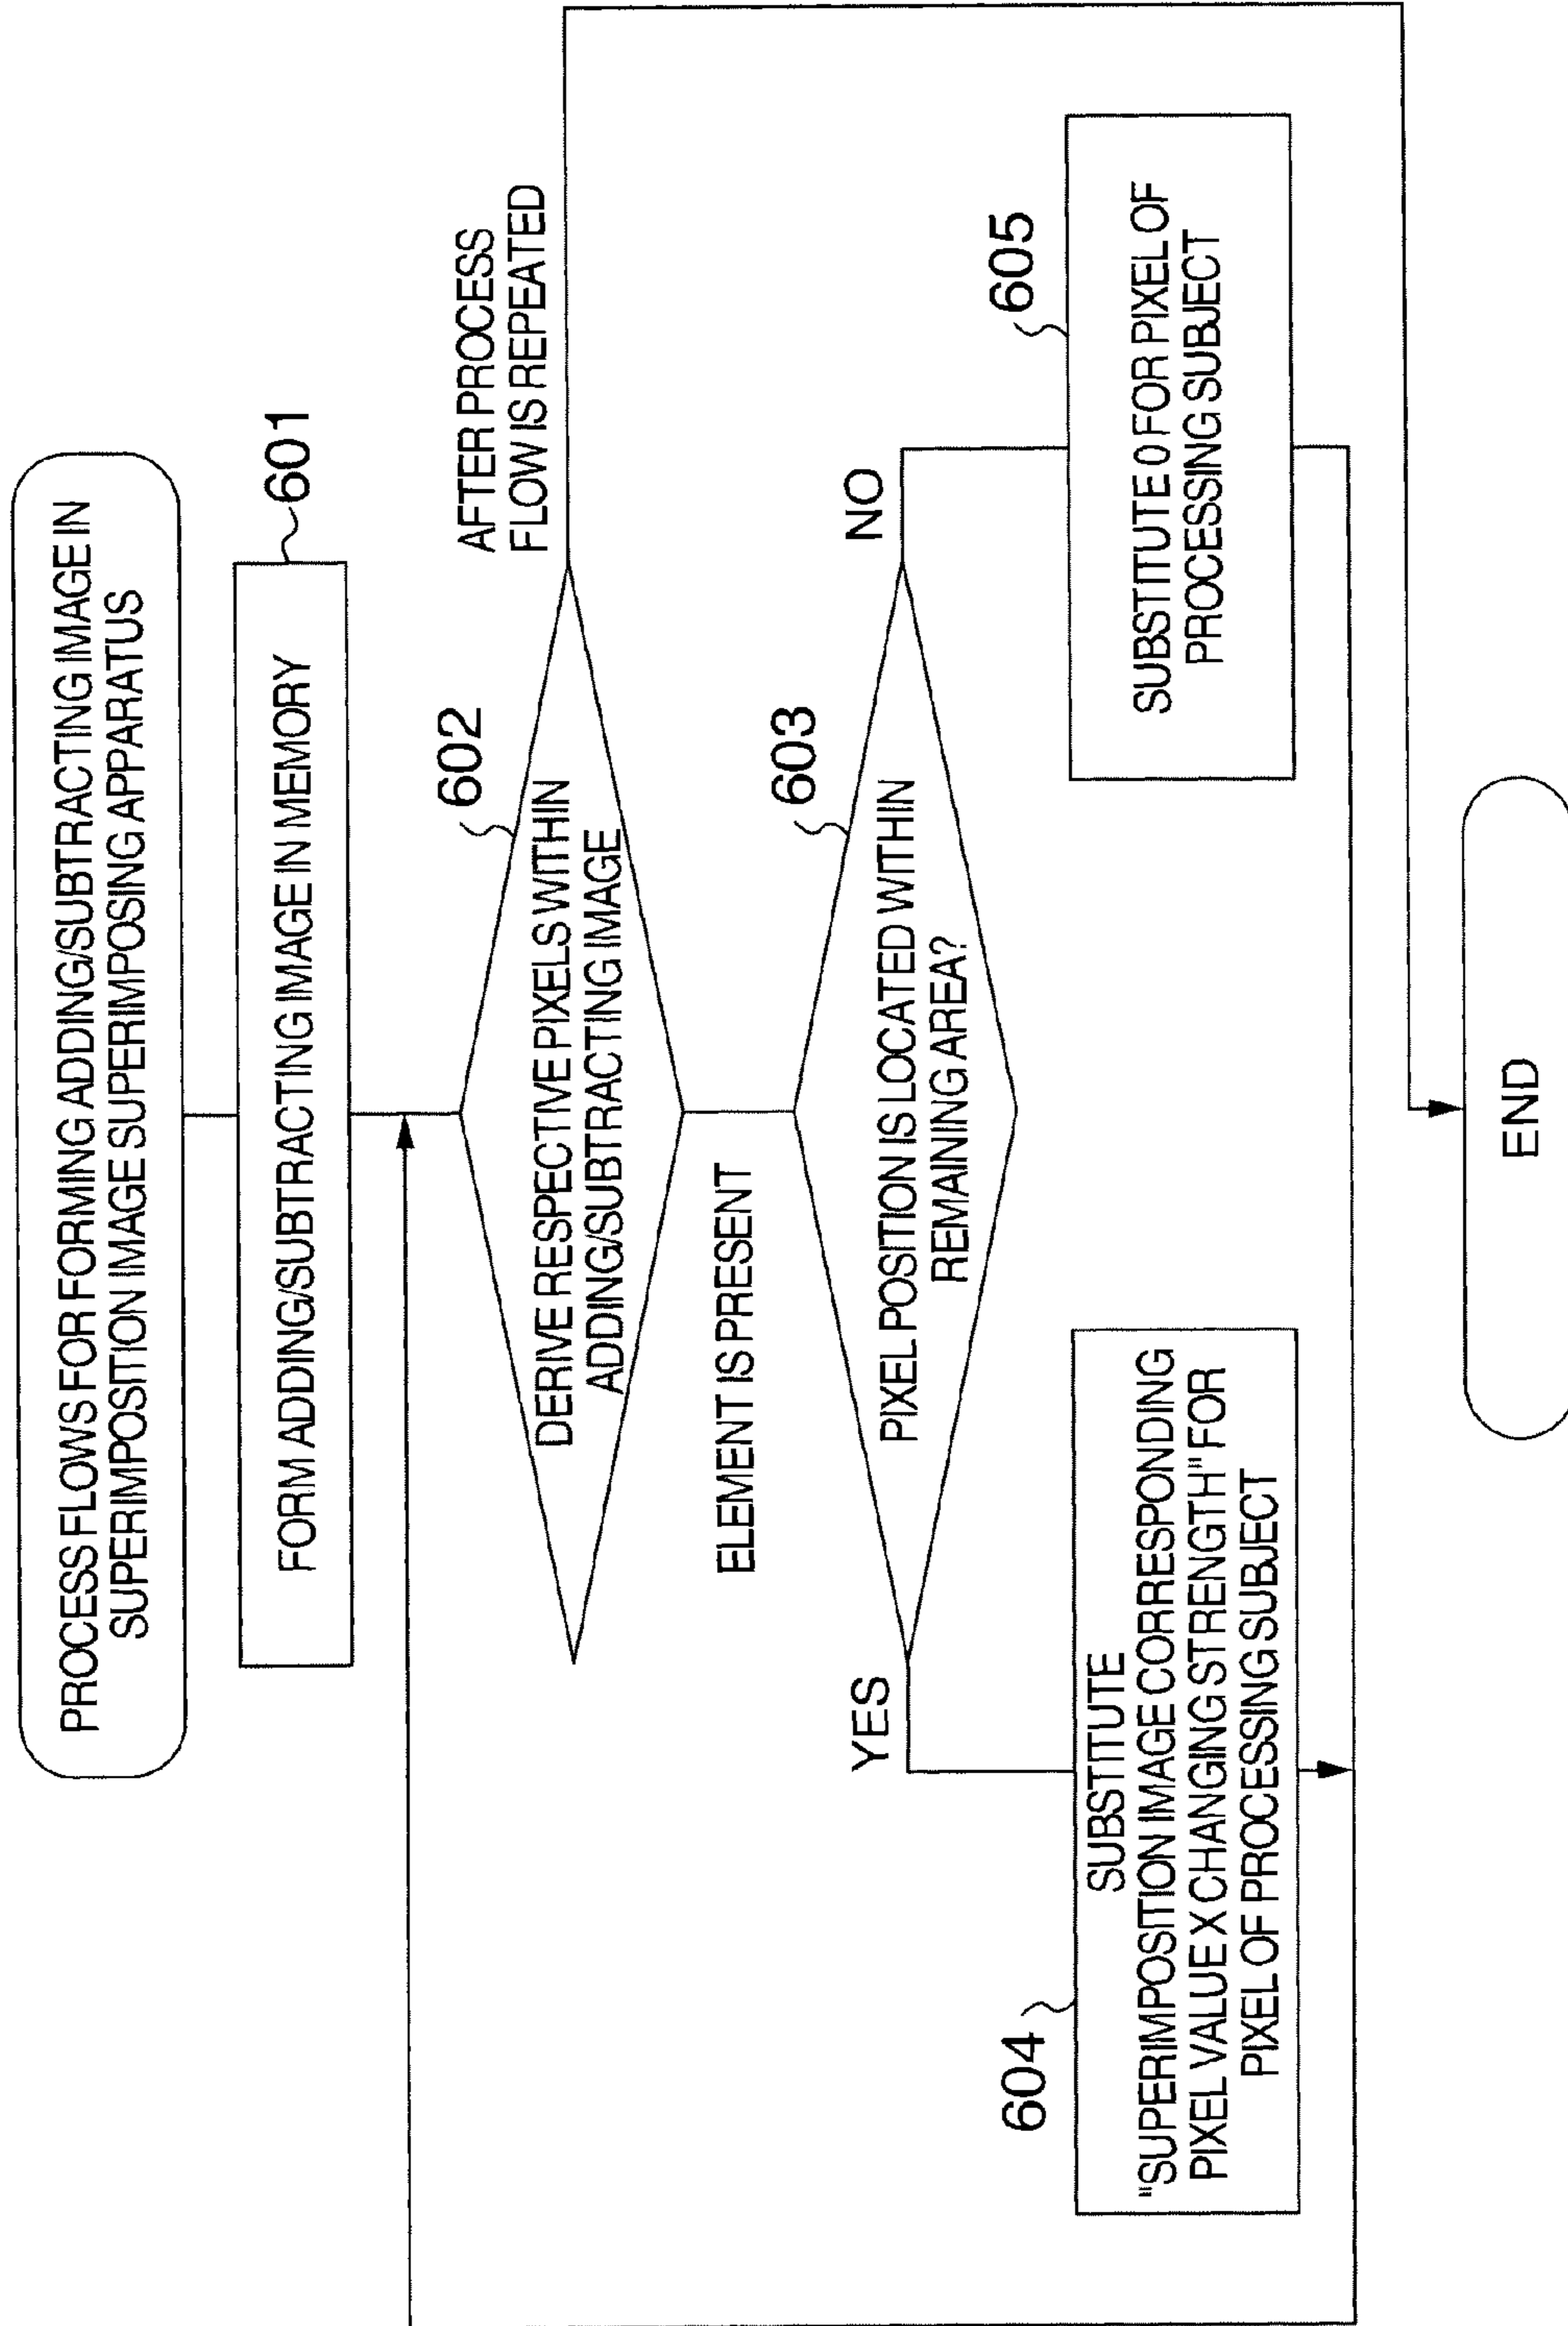 PROCESS FLOWS FOR FORMING ADDING/SUBTRACTING IMAGE IN
SUPERIMPOSITION IMAGE SUPERIMPOSING APPARATUS
601
FORM ADDING/SUBTRACTING IMAGE IN MEMORY
602
AFTER PROCESS
FLOW IS REPEATED
DERIVE RESPECTIVE PIXELS WITHIN
ADDING/SUBTRACTING IMAGE
ELEMENT IS PRESENT
603
PIXEL POSITION IS LOCATED WITHIN
REMAINING AREA?
YES
NO
604
SUBSTITUTE
"SUPERIMPOSITION IMAGE CORRESPONDING
PIXEL VALUE X CHANGING STRENGTH" FOR
PIXEL OF PROCESSING SUBJECT
605
SUBSTITUTE 0 FOR PIXEL OF
PROCESSING SUBJECT
END